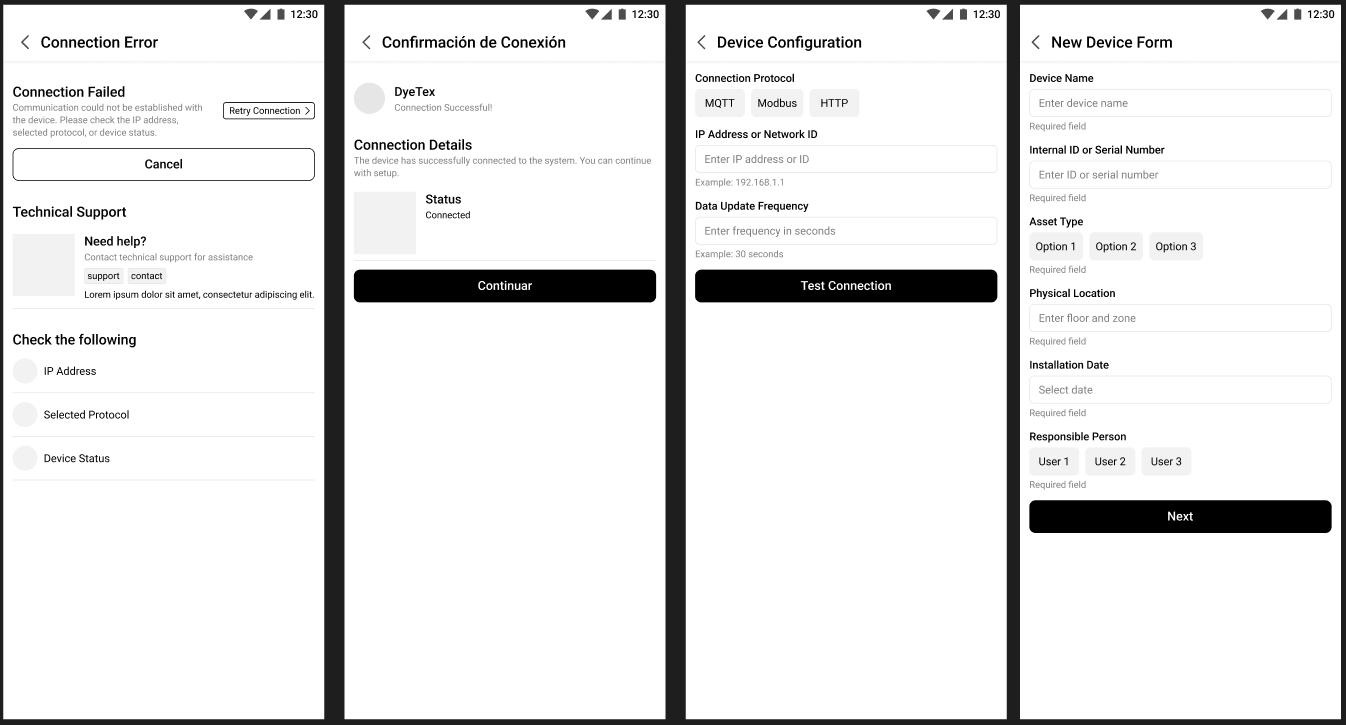 12:30
Connection Error
Connection Failed
Communication could not be established with
the device. Please check the IP address,
selected protocol, or device status.
Retry Connection
Cancel
Technical Support
Need help?
Contact technical support for assistance
support contact
Lorem ipsum dolor sit amet, consectetur adipiscing elit.
Check the following
IP Address
Selected Protocol
Device Status
12:30
Confirmación de Conexión
DyeTex
Connection Successful!
Connection Details
The device has successfully connected to the system. You can continue
with setup.
Status
Connected
Continuar
12:30
Device Configuration
Connection Protocol
MQTT Modbus HTTP
IP Address or Network ID
Enter IP address or ID
Example: 192.168.1.1
Data Update Frequency
Enter frequency in seconds
Example: 30 seconds
Test Connection
12:30
New Device Form
Device Name
Enter device name
Required field
Internal ID or Serial Number
Enter ID or serial number
Required field
Asset Type
Option 1 Option 2 Option 3
Required field
Physical Location
Enter floor and zone
Required field
Installation Date
Select date
Required field
Responsible Person
User 1 User 2 User 3
Required field
Next